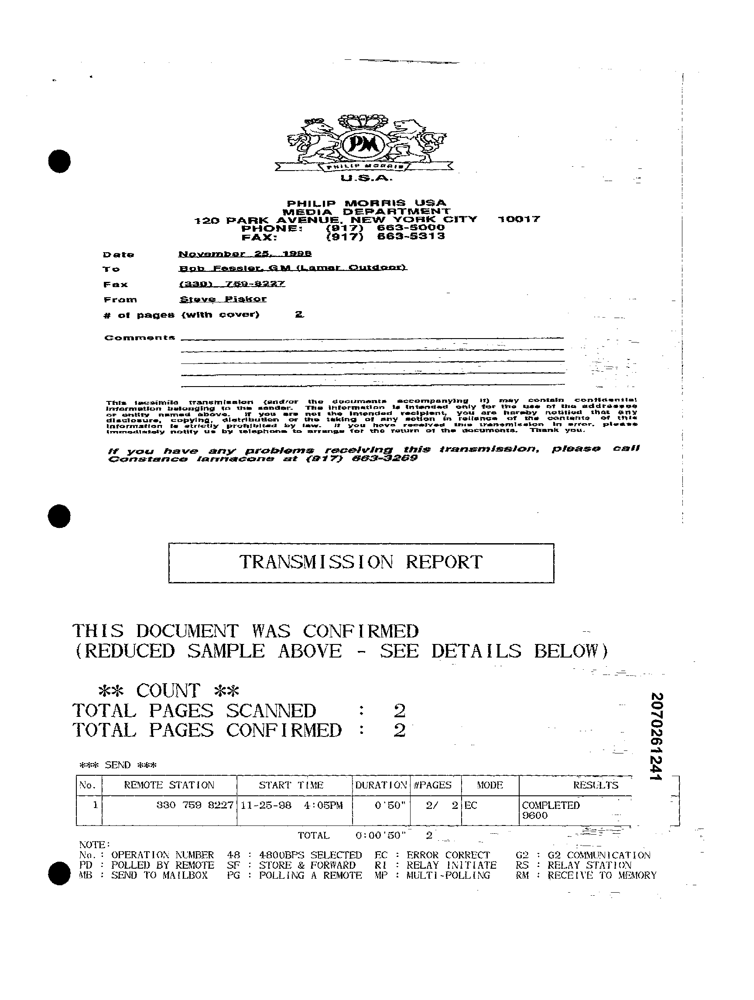 PM
PHILIP MORRIS
U.S.A.
PHILIP MORRIS USA
MEDIA DEPARTMENT
120 PARK AVENUE, NEW YORK CITY 10017
PHONE: (917) 663-5000
FAX: (917) 663-5313
Date November 25, 1998
To Bob Fessler, GM (Lamar Outdoor)
Fax (330) 759-8227
From Steve Piskor
# of pages (with cover) 2
Comments
This facsimile transmission (and/or the documents accompanying it) may contain confidential
information belonging to the sender. The information is intended only for the use of the addressee
or entity named above. If you are not the intended recipient, you are hereby notified that any
disclosure, copying, distribution or the taking of any action in reliance of the contents of this
information is strictly prohibited by law. If you have received this transmission in error, please
immediately notify us by telephone to arrange for the return of the documents. Thank you.
If you have any problems receiving this transmission, please call
Constance Iannacone at (917) 663-3269
TRANSMISSION REPORT
THIS DOCUMENT WAS CONFIRMED
(REDUCED SAMPLE ABOVE - SEE DETAILS BELOW)
** COUNT **
TOTAL PAGES SCANNED : 2
TOTAL PAGES CONFIRMED : 2
2070261241
*** SEND ***
No. REMOTE STATION START TIME DURATION #PAGES MODE RESULTS
1 330 759 8227 11-25-98 4:05PM 0'50" 2/ 2 EC COMPLETED
9600
TOTAL 0:00'50" 2
NOTE:
No. : OPERATION NUMBER 48 : 4800BPS SELECTED EC : ERROR CORRECT G2 : G2 COMMUNICATION
PD : POLLED BY REMOTE SF : STORE & FORWARD RI : RELAY INITIATE RS : RELAY STATION
MB : SEND TO MAILBOX PG : POLLING A REMOTE MP : MULTI-POLLING RM : RECEIVE TO MEMORY